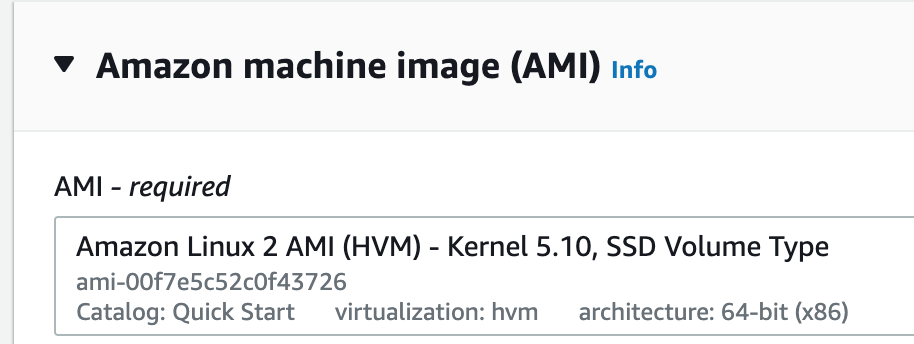 Amazon machine image (AMI) Info
AMI - required
Amazon Linux 2 AMI (HVM) - Kernel 5.10, SSD Volume Type
ami-00f7e5c52c0f43726
Catalog: Quick Start virtualization: hvm architecture: 64-bit (x86)